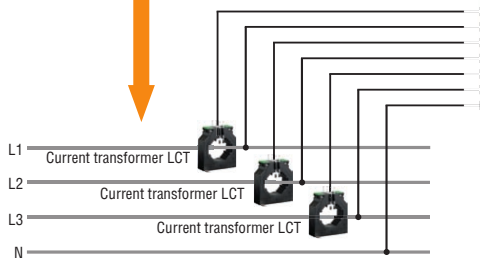 L1
Current transformer LCT
L2
Current transformer LCT
L3
Current transformer LCT
N